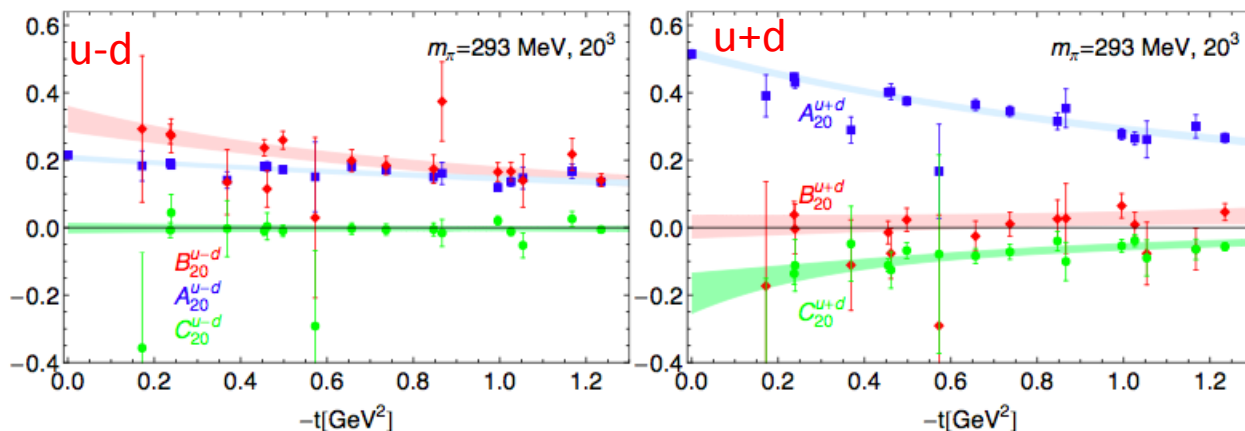 u-d
m_π=293 MeV, 20³
0.6
0.4
0.2
0.0
−0.2
−0.4
B₂₀^{u-d}
A₂₀^{u-d}
C₂₀^{u-d}
0.0 0.2 0.4 0.6 0.8 1.0 1.2
−t[GeV²]
u+d
m_π=293 MeV, 20³
0.6
0.4
0.2
0.0
−0.2
−0.4
A₂₀^{u+d}
B₂₀^{u+d}
C₂₀^{u+d}
0.0 0.2 0.4 0.6 0.8 1.0 1.2
−t[GeV²]